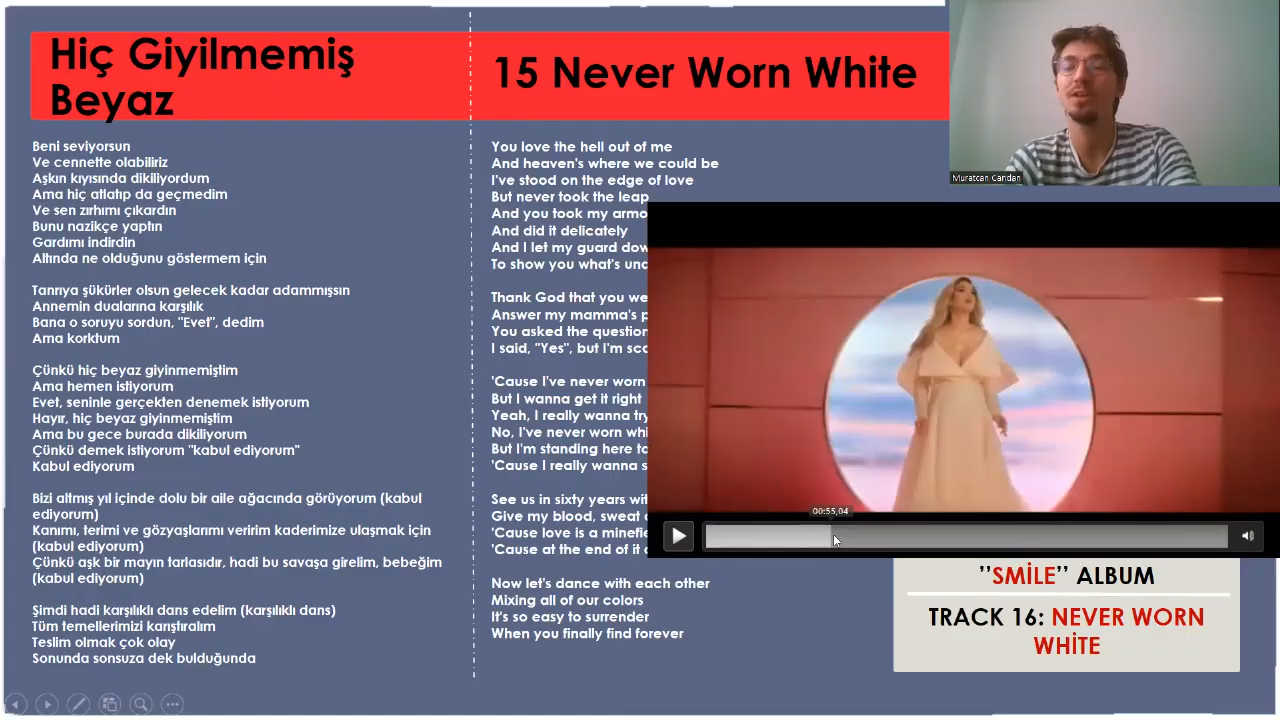 Hiç Giyilmemiş
Beyaz
15 Never Worn White
Beni seviyorsun
Ve cennette olabiliriz
Aşkın kıyısında dikiliyordum
Ama hiç atlatıp da geçmedim
Ve sen zırhımı çıkardın
Bunu nazikçe yaptın
Gardımı indirdin
Altında ne olduğunu göstermem için
Tanrıya şükürler olsun gelecek kadar adammışsın
Annemin dualarına karşılık
Bana o soruyu sordun, "Evet", dedim
Ama korktum
Çünkü hiç beyaz giyinmemiştim
Ama hemen istiyorum
Evet, seninle gerçekten denemek istiyorum
Hayır, hiç beyaz giyinmemiştim
Ama bu gece burada dikiliyorum
Çünkü demek istiyorum "kabul ediyorum"
Kabul ediyorum
Bizi altmış yıl içinde dolu bir aile ağacında görüyorum (kabul
ediyorum)
Kanımı, terimi ve gözyaşlarımı veririm kaderimize ulaşmak için
(kabul ediyorum)
Çünkü aşk bir mayın tarlasıdır, hadi bu savaşa girelim, bebeğim
(kabul ediyorum)
Şimdi hadi karşılıklı dans edelim (karşılıklı dans)
Tüm temellerimizi karıştıralım
Teslim olmak çok olay
Sonunda sonsuza dek bulduğunda
You love the hell out of me
And heaven's where we could be
I've stood on the edge of love
But never took the leap
And you took my armo
And did it delicately
And I let my guard dow
To show you what's und
Thank God that you we
Answer my mamma's p
You asked the question
I said, "Yes", but I'm sca
'Cause I've never worn
But I wanna get it right
Yeah, I really wanna try
No, I've never worn whi
But I'm standing here to
'Cause I really wanna s
See us in sixty years wit
Give my blood, sweat
'Cause love is a minefie
'Cause at the end of it
Now let's dance with each other
Mixing all of our colors
It's so easy to surrender
When you finally find forever
Muratcan Candan
00:55,04
’’SMİLE’’ ALBUM
TRACK 16: NEVER WORN
WHİTE